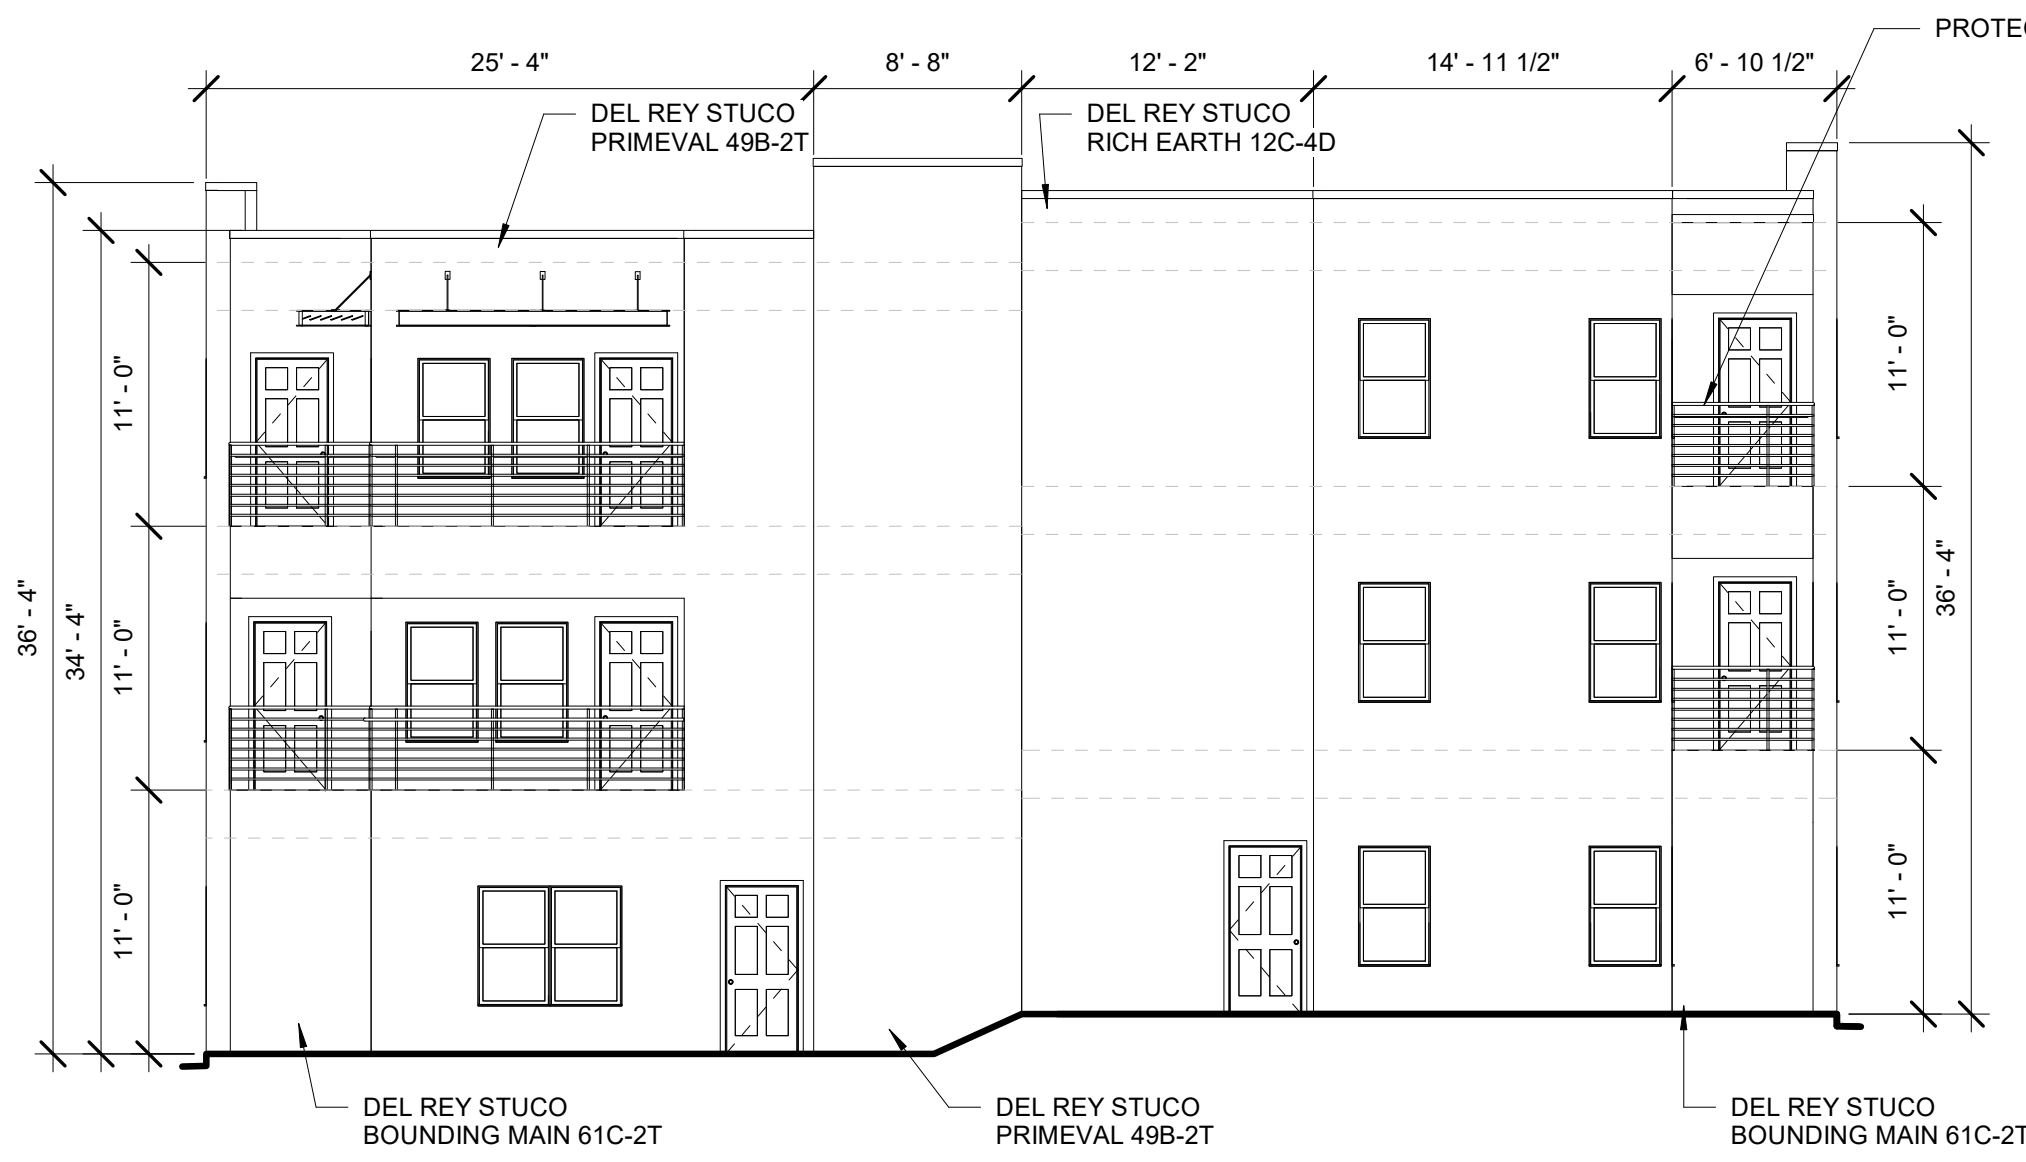 PROTE
25' - 4"
8' - 8"
12' - 2"
14' - 11 1/2"
6' - 10 1/2"
DEL REY STUCO
PRIMEVAL 49B-2T
DEL REY STUCO
RICH EARTH 12C-4D
36' - 4"
34' - 4"
11' - 0"
11' - 0"
11' - 0"
11' - 0"
11' - 0"
11' - 0"
36' - 4"
DEL REY STUCO
BOUNDING MAIN 61C-2T
DEL REY STUCO
PRIMEVAL 49B-2T
DEL REY STUCO
BOUNDING MAIN 61C-2T